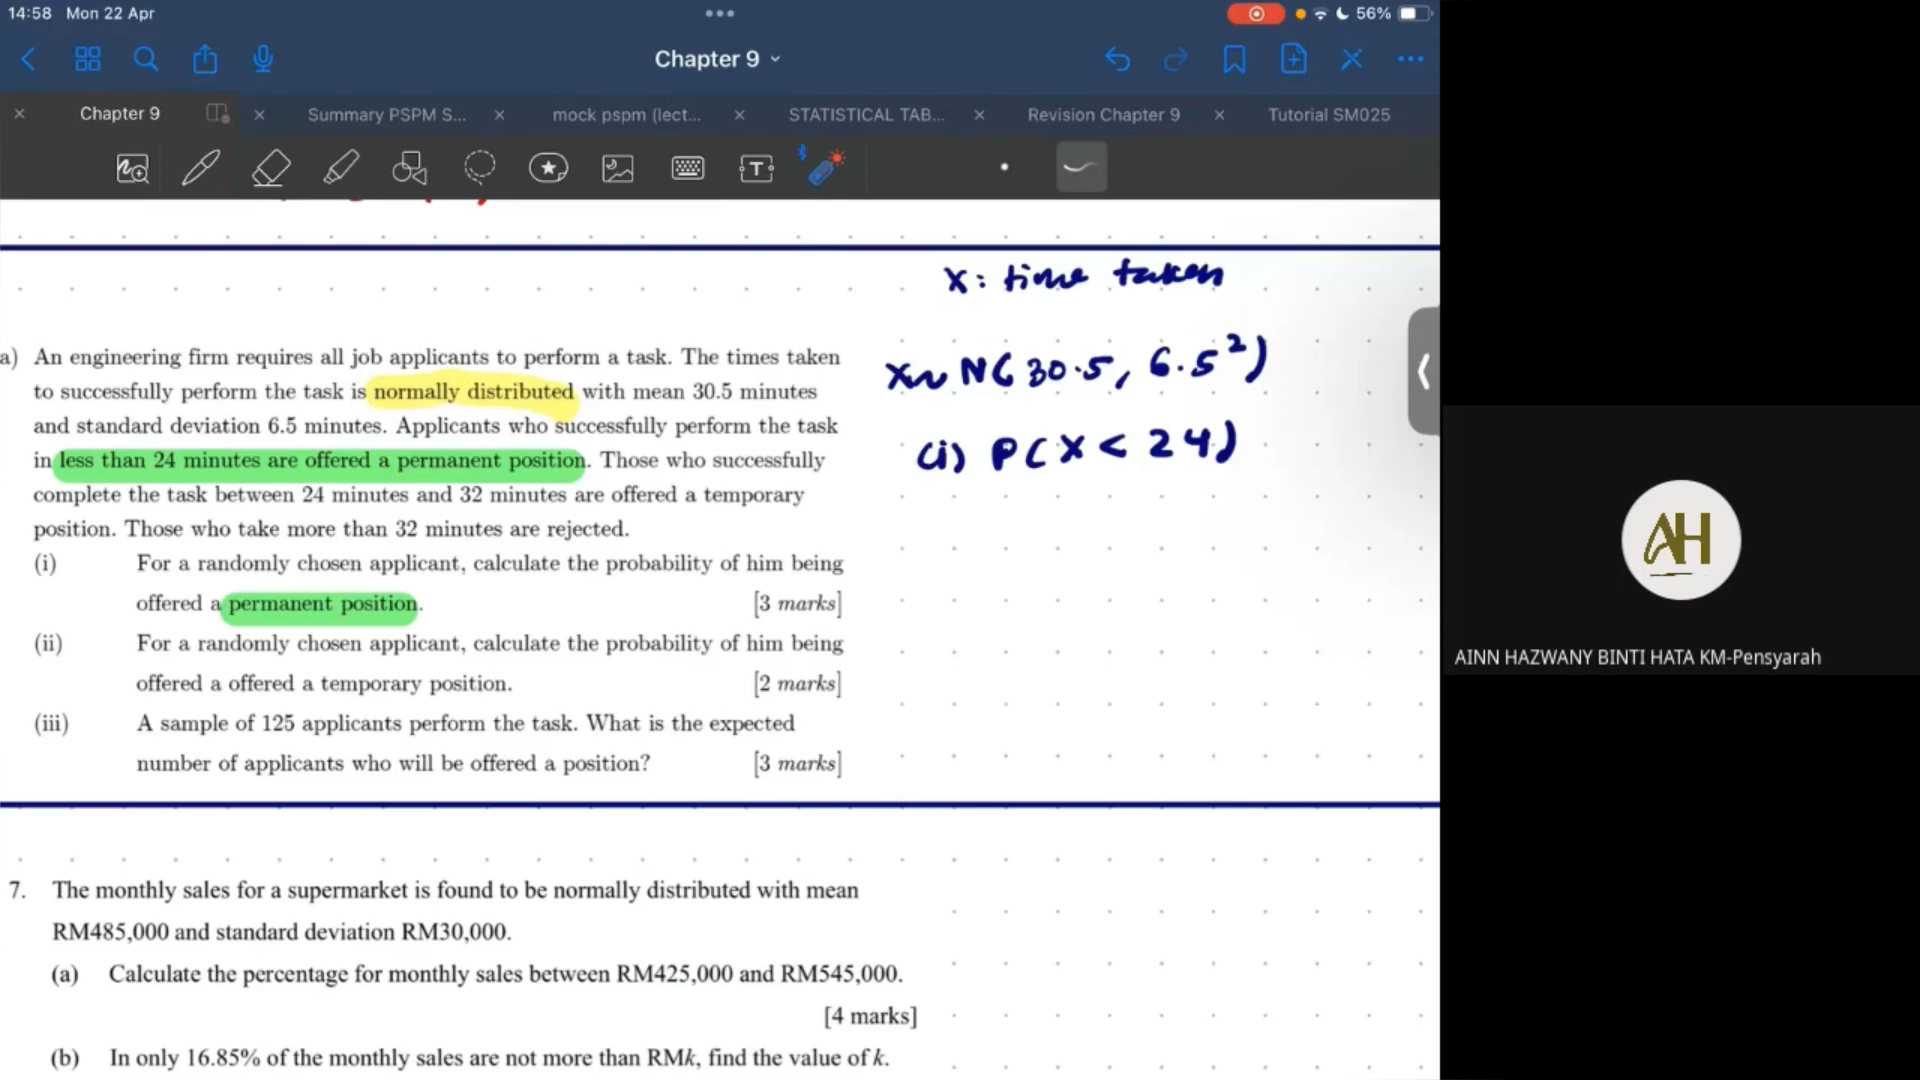 14:58 Mon 22 Apr
56%
Chapter 9
Chapter 9
Summary PSPM S...
mock pspm (lect...
STATISTICAL TAB...
Revision Chapter 9
Tutorial SM025
x: time taken
X~N(30.5, 6.5²)
(i) P(X < 24)
a) An engineering firm requires all job applicants to perform a task. The times taken
to successfully perform the task is normally distributed with mean 30.5 minutes
and standard deviation 6.5 minutes. Applicants who successfully perform the task
in less than 24 minutes are offered a permanent position. Those who successfully
complete the task between 24 minutes and 32 minutes are offered a temporary
position. Those who take more than 32 minutes are rejected.
(i) For a randomly chosen applicant, calculate the probability of him being
offered a permanent position. [3 marks]
(ii) For a randomly chosen applicant, calculate the probability of him being
offered a offered a temporary position. [2 marks]
(iii) A sample of 125 applicants perform the task. What is the expected
number of applicants who will be offered a position? [3 marks]
7. The monthly sales for a supermarket is found to be normally distributed with mean
RM485,000 and standard deviation RM30,000.
(a) Calculate the percentage for monthly sales between RM425,000 and RM545,000.
[4 marks]
(b) In only 16.85% of the monthly sales are not more than RMk, find the value of k.
AH
AINN HAZWANY BINTI HATA KM-Pensyarah